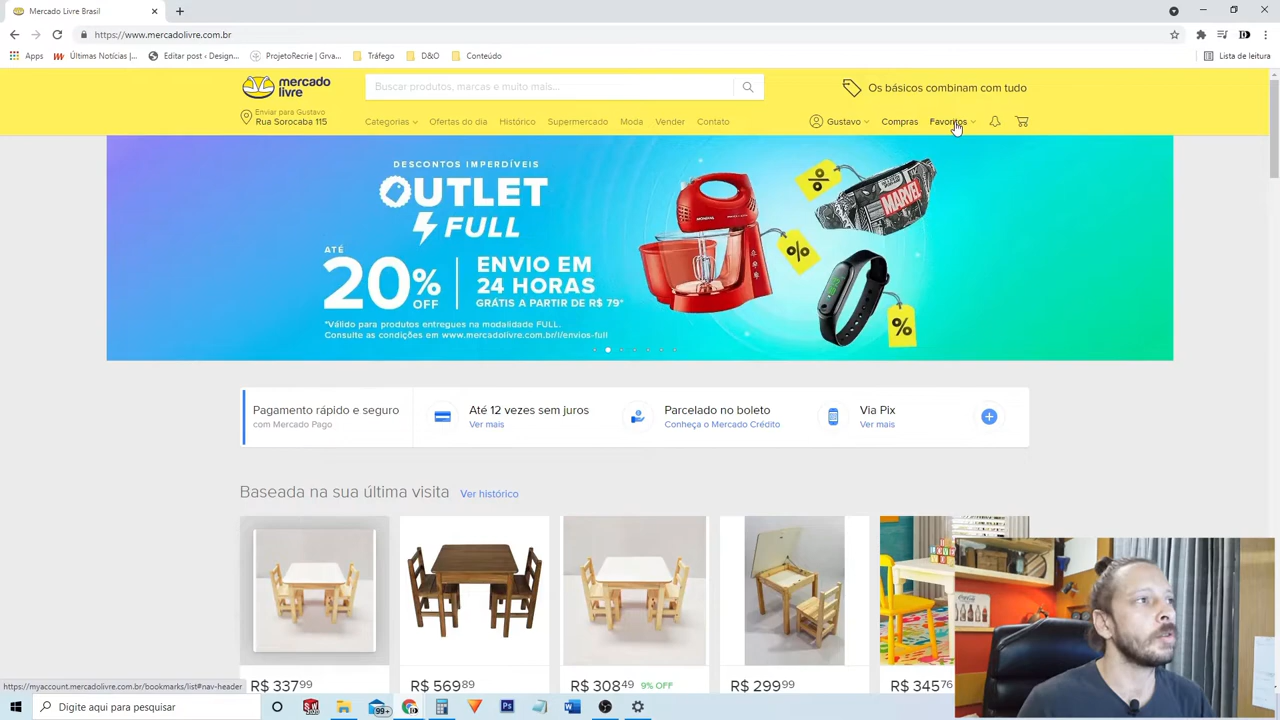 Mercado Livre Brasil
https://www.mercadolivre.com.br
Apps
Últimas Notícias |...
Editar post ‹ Design...
ProjetoRecrie | Grva...
Tráfego
D&O
Conteúdo
Lista de leitura
mercado
livre
Buscar produtos, marcas e muito mais...
Os básicos combinam com tudo
Enviar para Gustavo
Rua Sorocaba 115
Categorias
Ofertas do dia
Histórico
Supermercado
Moda
Vender
Contato
Gustavo
Compras
Favoritos
DESCONTOS IMPERDÍVEIS
OUTLET
FULL
ATÉ
20% OFF
ENVIO EM
24 HORAS
GRÁTIS A PARTIR DE R$ 79*
*Válido para produtos entregues na modalidade FULL.
Consulte as condições em www.mercadolivre.com.br/l/envios-full
MARVEL
%
%
%
Pagamento rápido e seguro
com Mercado Pago
Até 12 vezes sem juros
Ver mais
Parcelado no boleto
Conheça o Mercado Crédito
Via Pix
Ver mais
Baseada na sua última visita
Ver histórico
R$ 337 99
R$ 569 89
R$ 308 49 9% OFF
R$ 299 99
R$ 345 76
https://myaccount.mercadolivre.com.br/bookmarks/list#nav-header
Digite aqui para pesquisar
99+